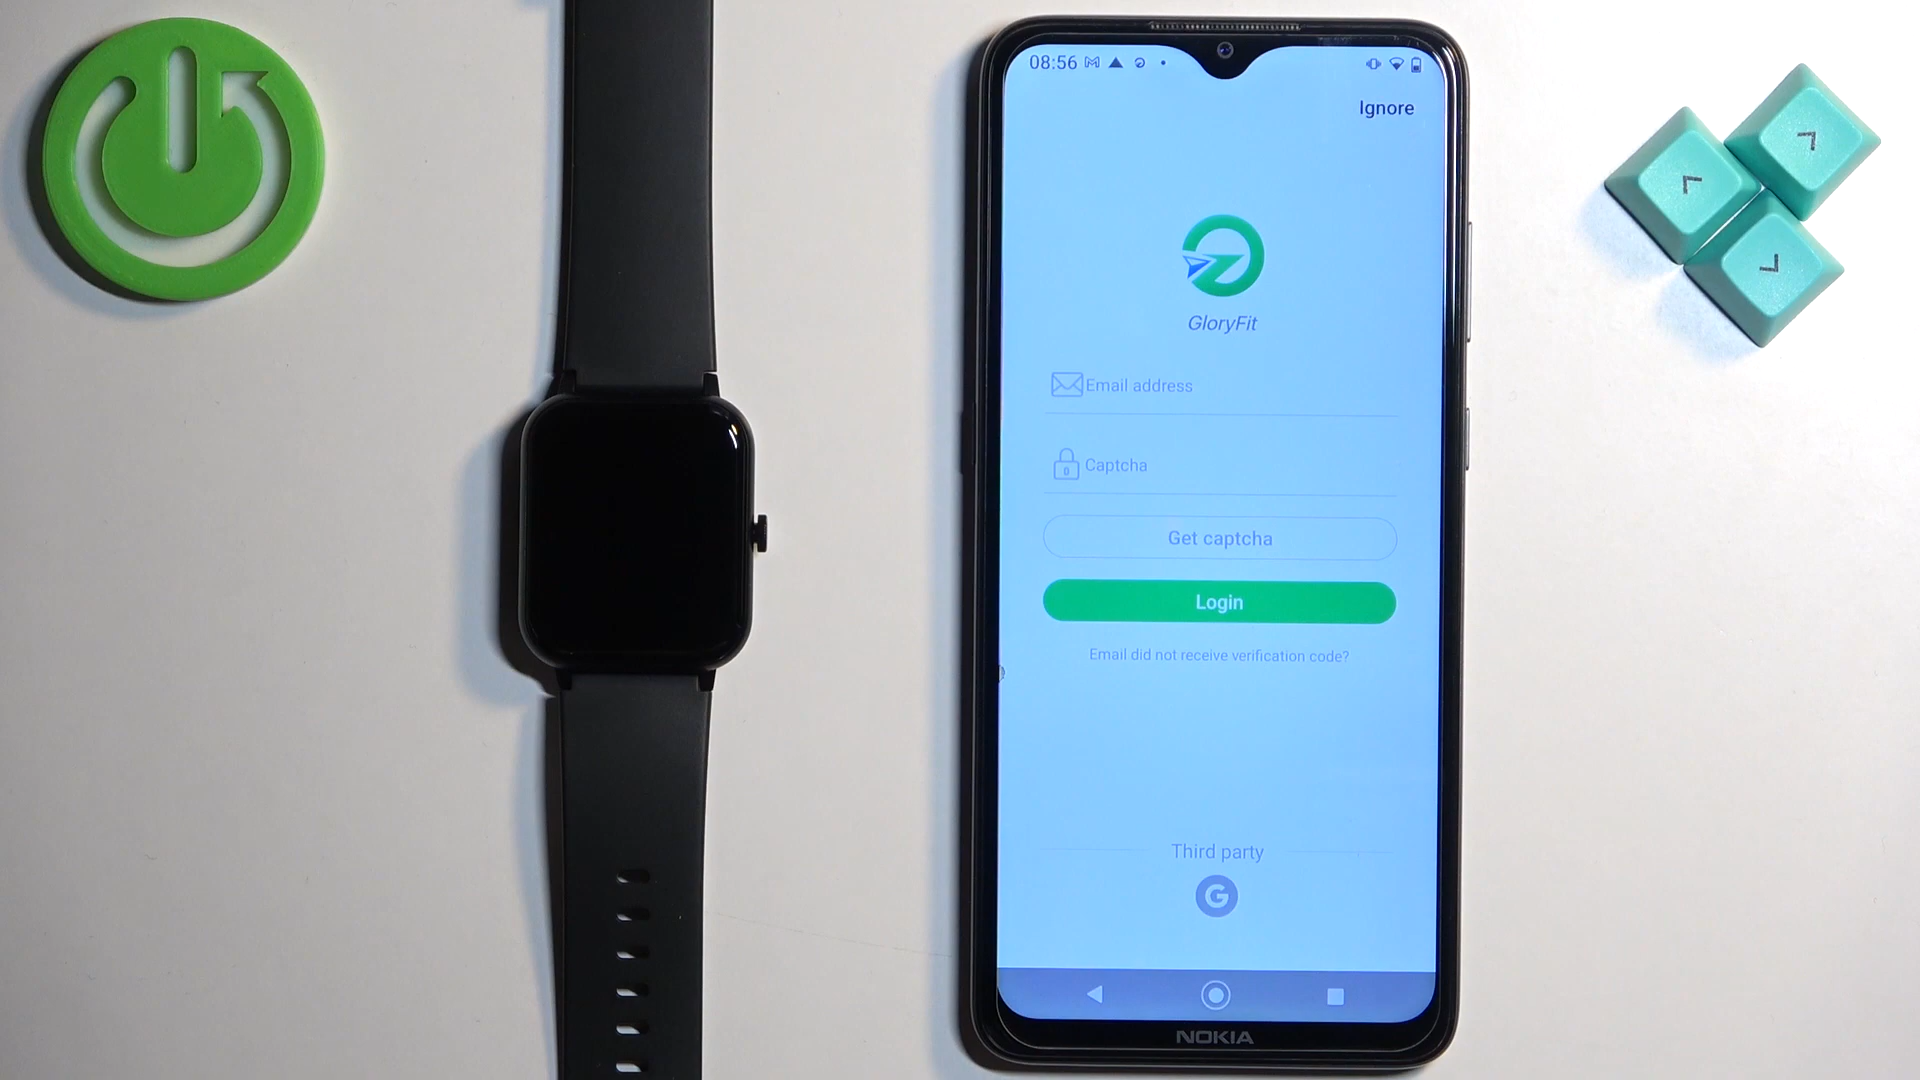 08:56
Ignore
GloryFit
Email address
Captcha
Get captcha
Login
Email did not receive verification code?
Third party
G
NOKIA